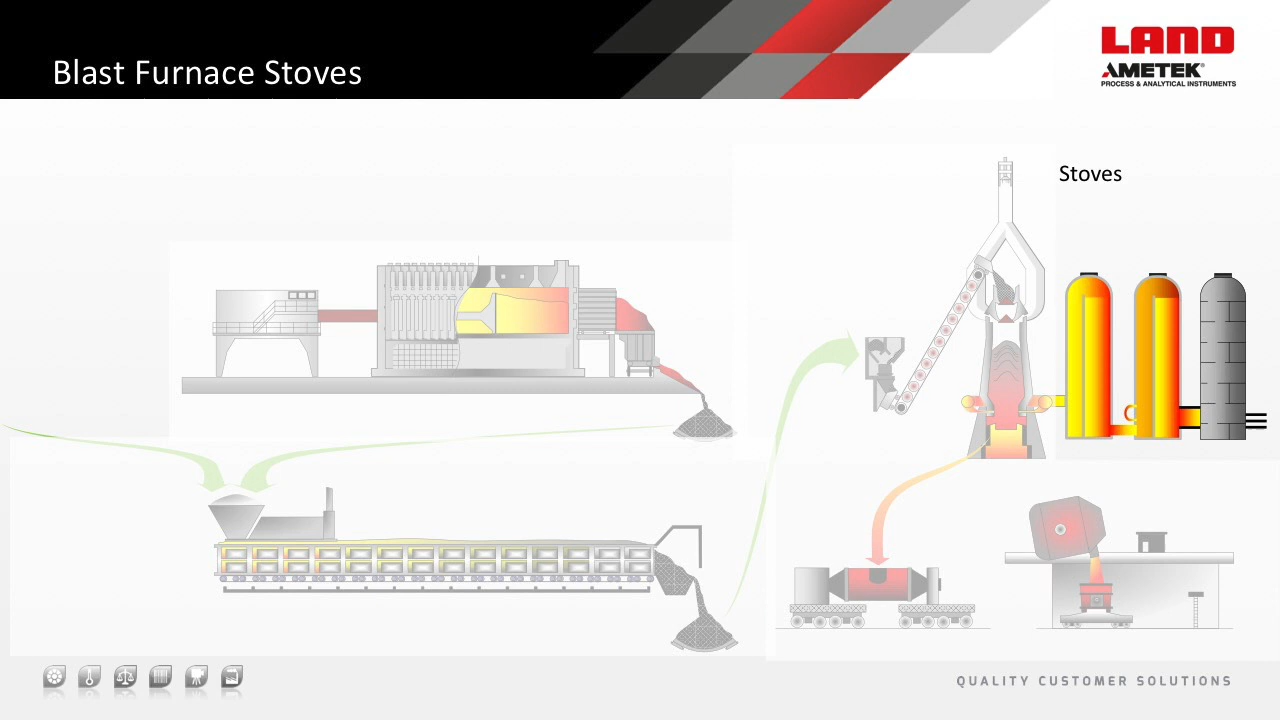 Blast Furnace Stoves
LAND
AMETEK®
PROCESS & ANALYTICAL INSTRUMENTS
Stoves
QUALITY CUSTOMER SOLUTIONS